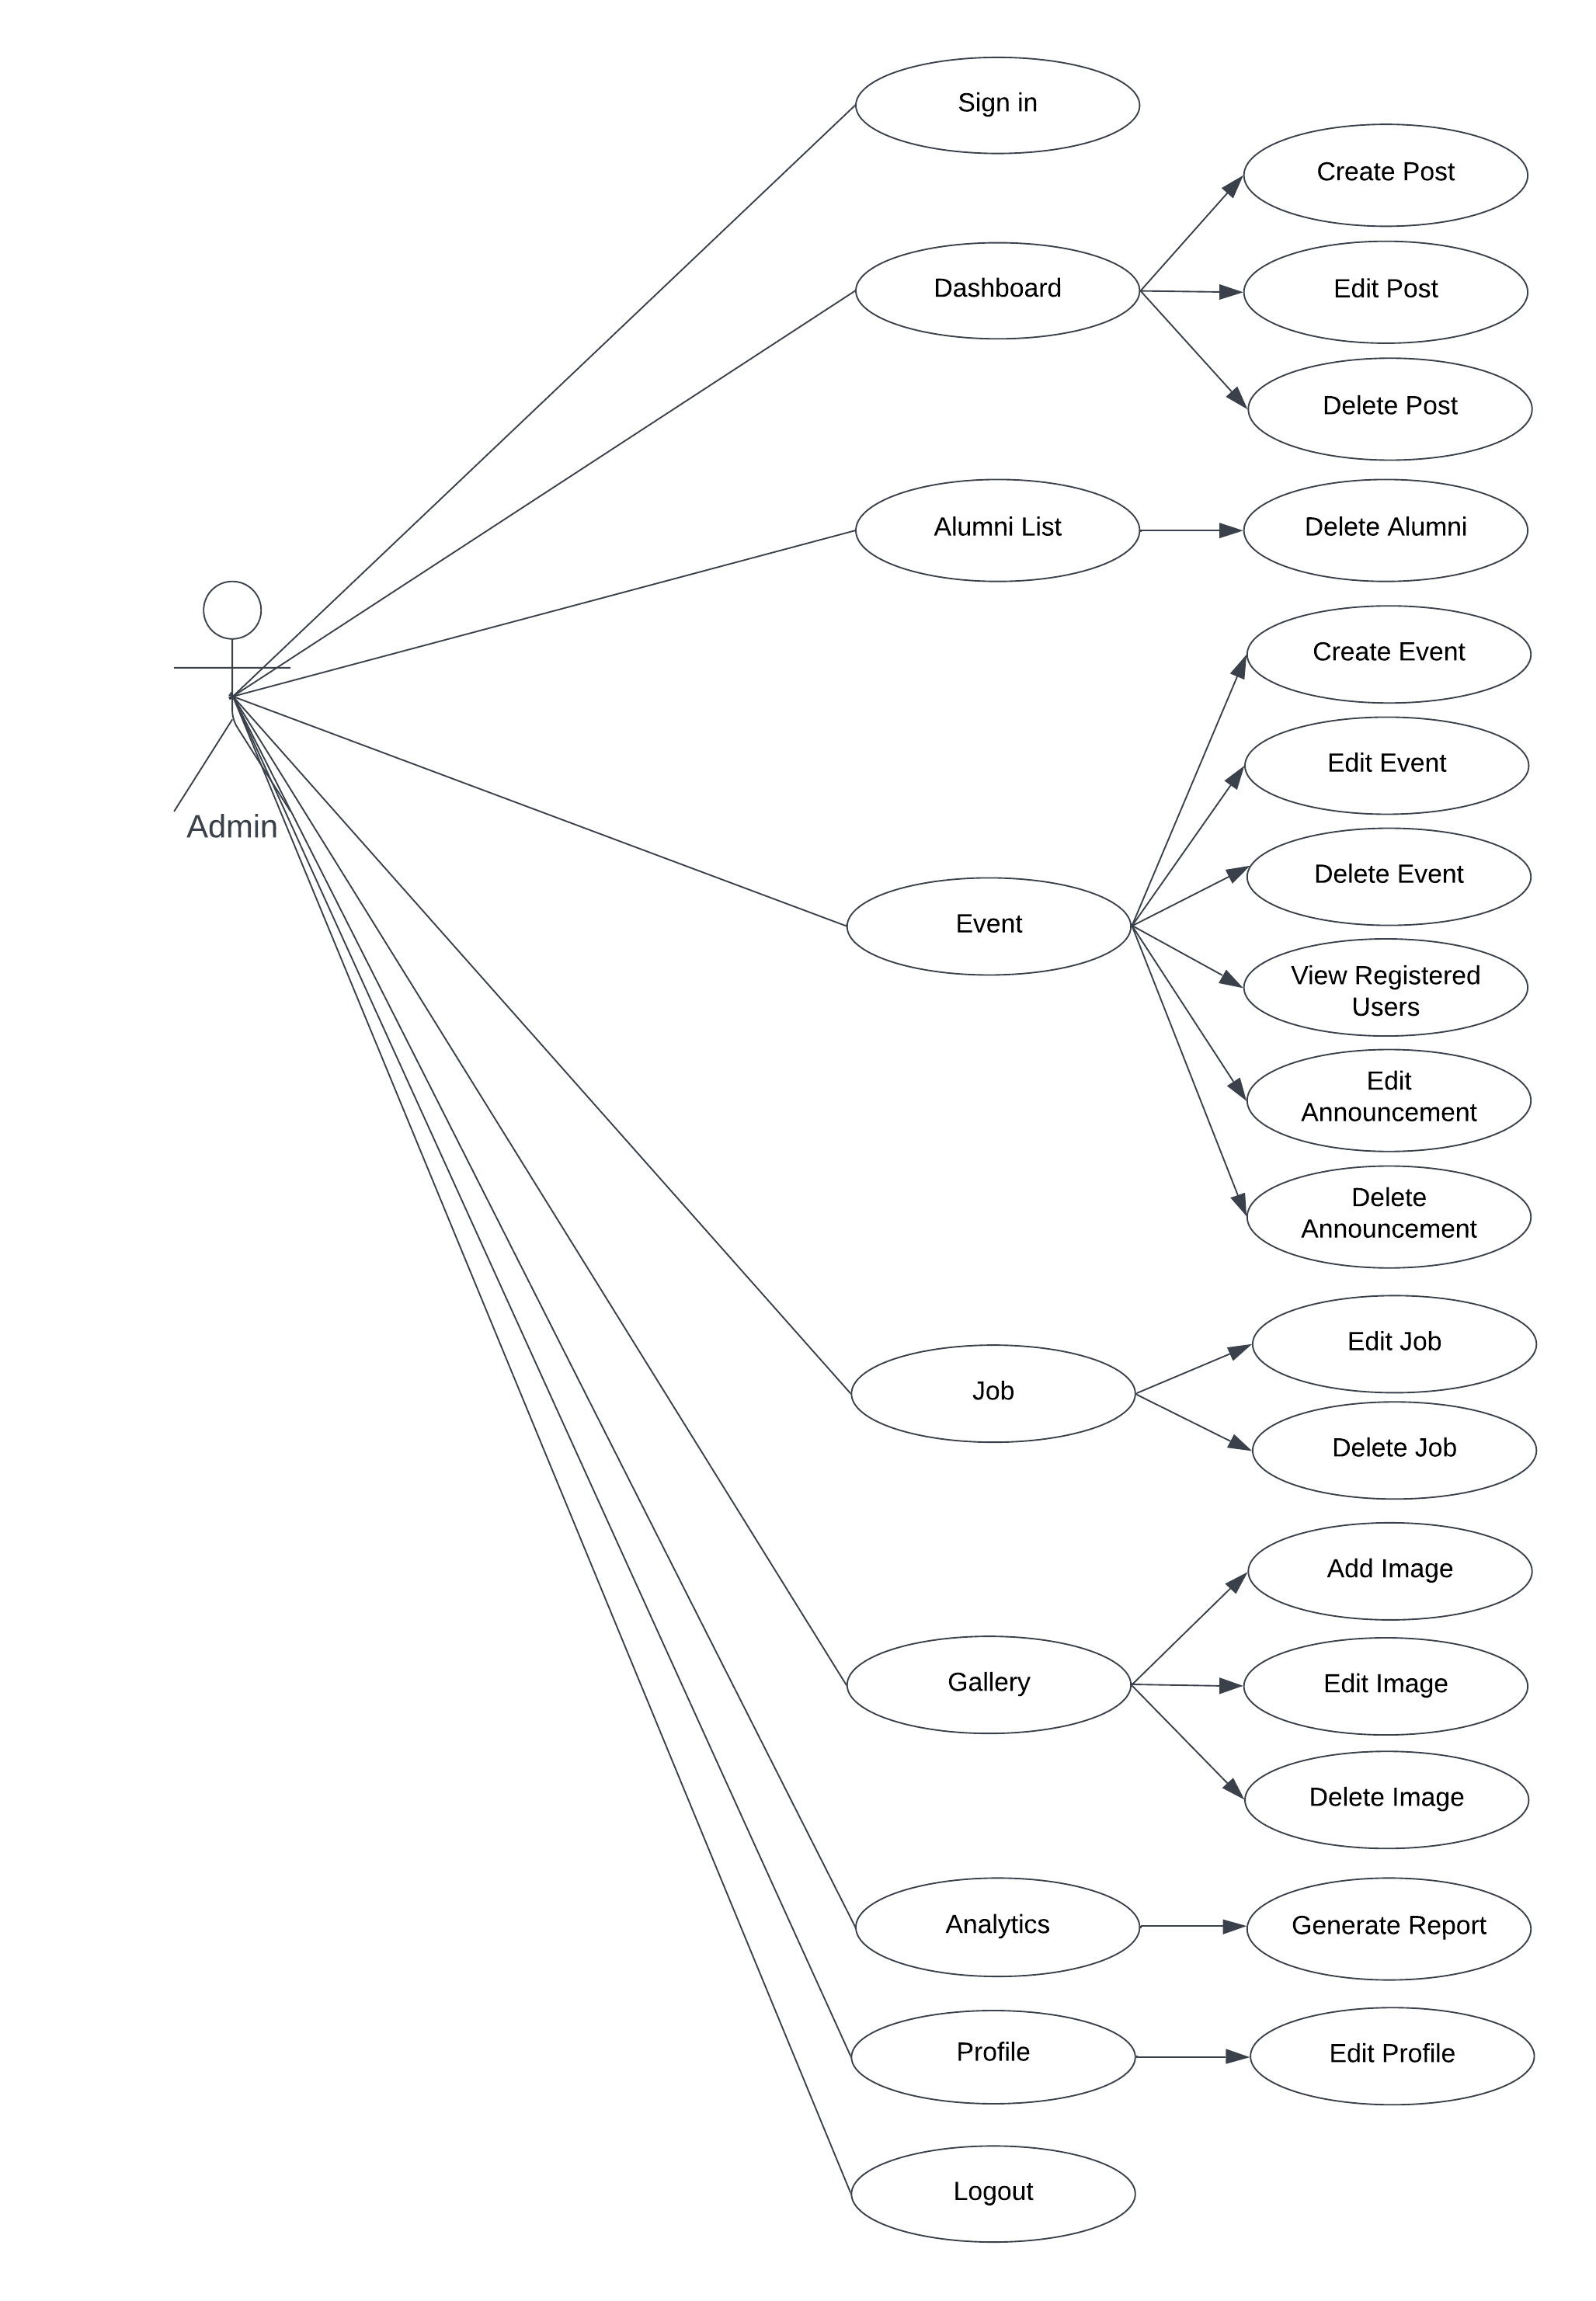 Sign in
Create Post
Dashboard
Edit Post
Delete Post
Alumni List
Delete Alumni
Create Event
Edit Event
Admin
Delete Event
Event
View Registered
Users
Edit
Announcement
Delete
Announcement
Edit Job
Job
Delete Job
Add Image
Gallery
Edit Image
Delete Image
Analytics
Generate Report
Profile
Edit Profile
Logout